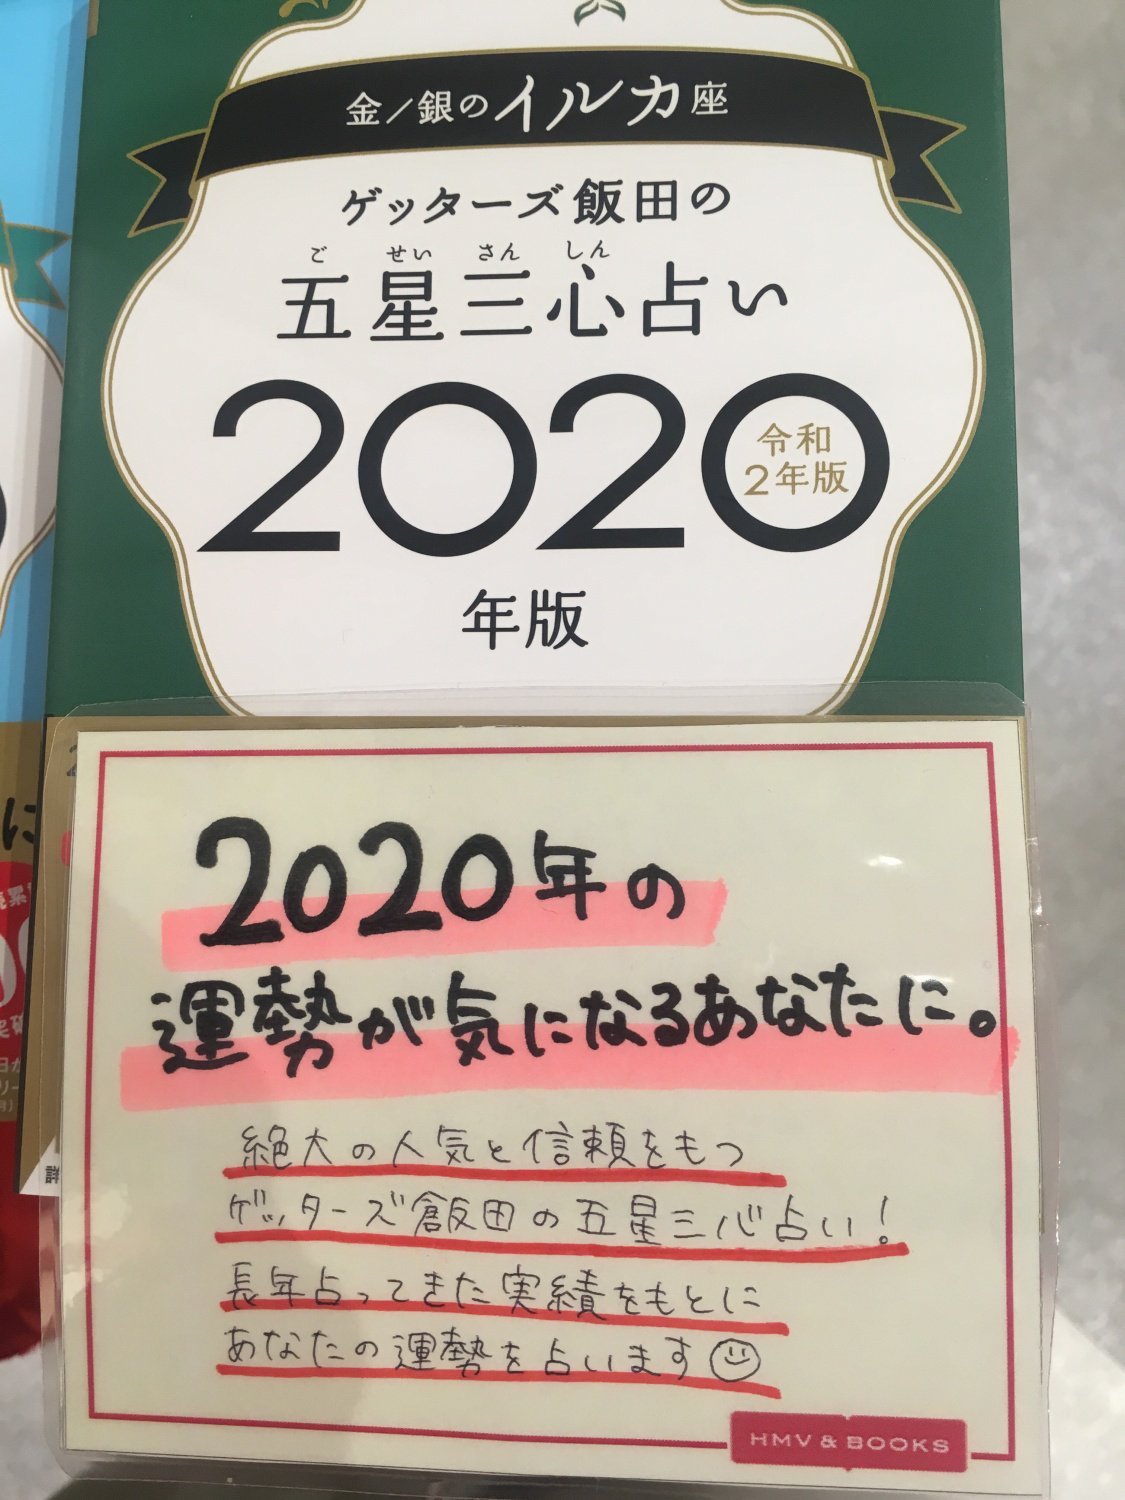 金/銀のイルカ座
ゲッターズ飯田の
ご せい さん しん
五星三心占い
2020
令和
2年版
年版
に
2020年の
運勢が気になるあなたに。
絶大の人気と信頼をもつ
ゲッターズ飯田の五星三心占い!
長年占ってきた実績をもとに
あなたの運勢を占います
HMV & BOOKS